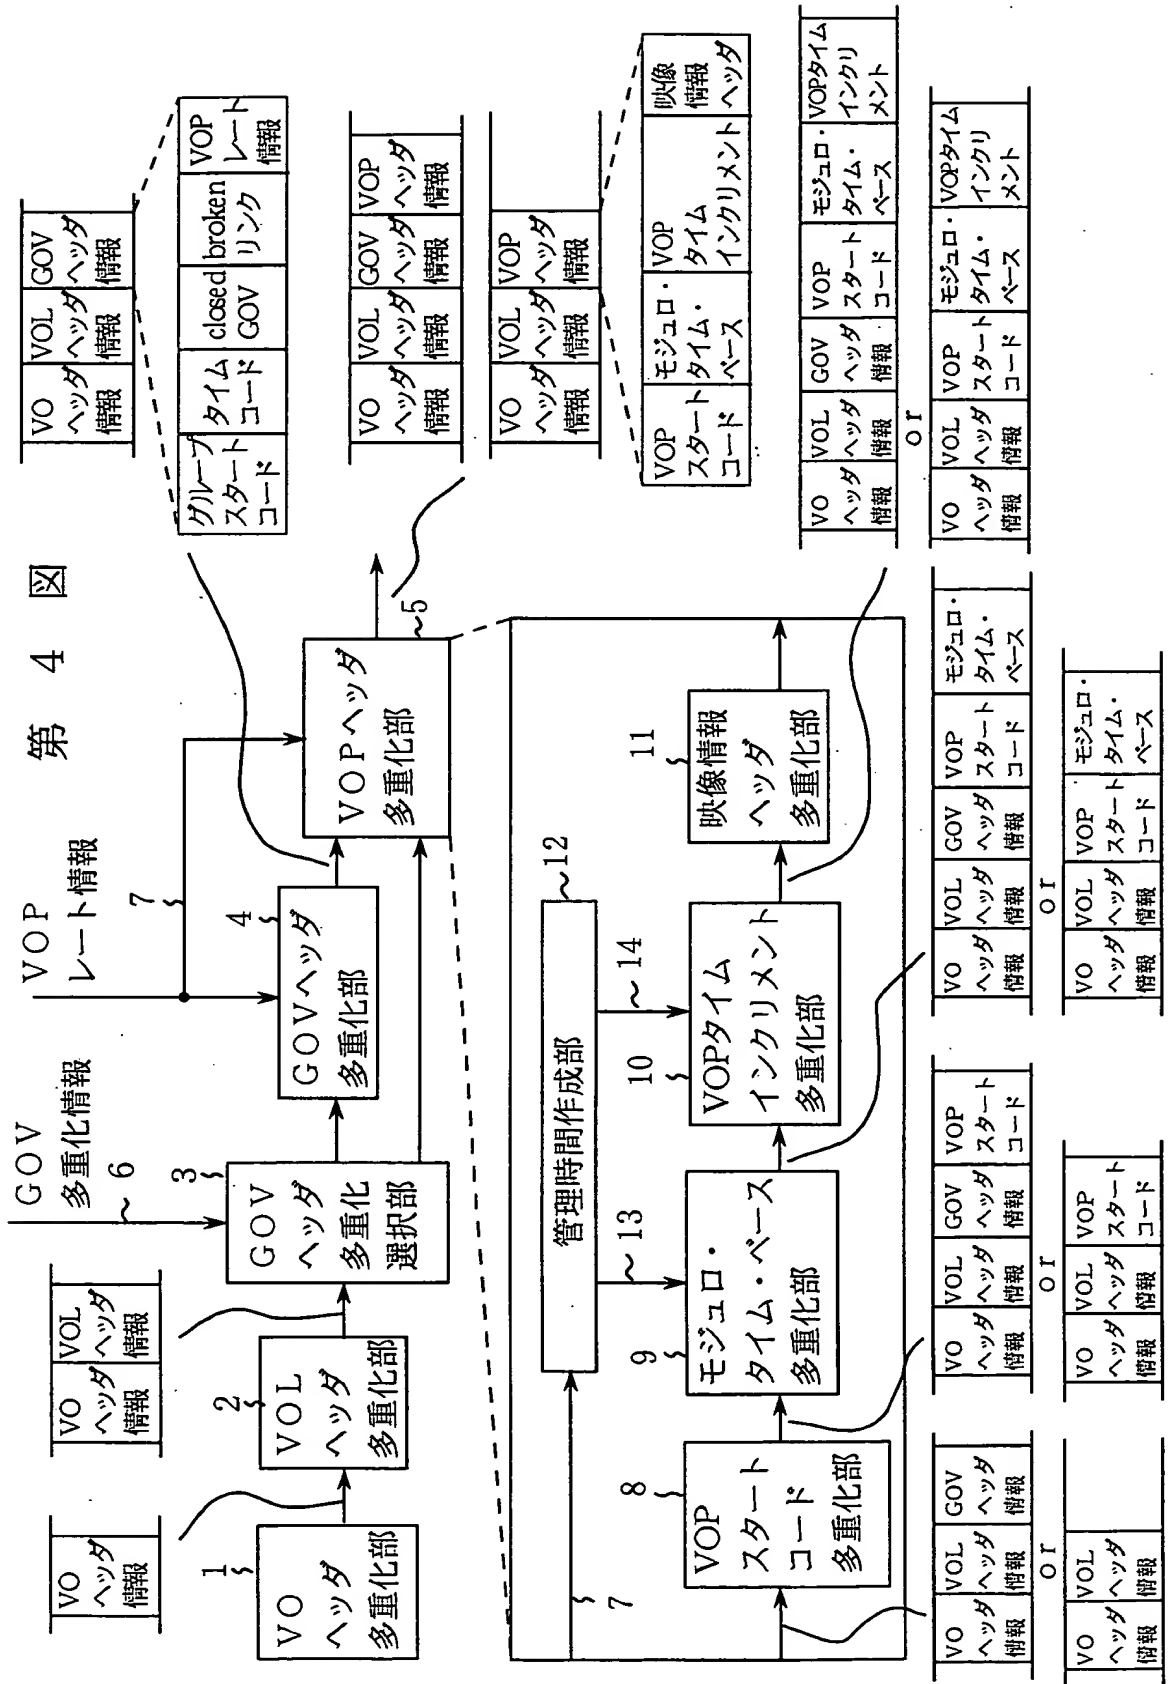 第 4 図
VO
ヘッダ
情報
VO
ヘッダ
情報
VOL
ヘッダ
情報
GOV
多重化情報
6
VOP
レート情報
7
1
VO
ヘッダ
多重化部
2
VOL
ヘッダ
多重化部
3
GOV
ヘッダ
多重化
選択部
4
GOVヘッダ
多重化部
5
VOPヘッダ
多重化部
VO
ヘッダ
情報
VOL
ヘッダ
情報
GOV
ヘッダ
情報
グループ
スタート
コード
タイム
コード
closed
GOV
broken
リンク
VOP
レート
情報
VO
ヘッダ
情報
VOL
ヘッダ
情報
GOV
ヘッダ
情報
VOP
ヘッダ
情報
VO
ヘッダ
情報
VOL
ヘッダ
情報
VOP
ヘッダ
情報
VOP
スタート
コード
モジュロ・
タイム・
ベース
VOP
タイム
インクリメント
映像
情報
ヘッダ
7
管理時間作成部
12
13
14
8
VOP
スタート
コード
多重化部
9
モジュロ・
タイム・ベース
多重化部
10
VOPタイム
インクリメント
多重化部
11
映像情報
ヘッダ
多重化部
VO
ヘッダ
情報
VOL
ヘッダ
情報
GOV
ヘッダ
情報
or
VO
ヘッダ
情報
VOL
ヘッダ
情報
VO
ヘッダ
情報
VOL
ヘッダ
情報
GOV
ヘッダ
情報
VOP
スタート
コード
or
VO
ヘッダ
情報
VOL
ヘッダ
情報
VOP
スタート
コード
VO
ヘッダ
情報
VOL
ヘッダ
情報
GOV
ヘッダ
情報
VOP
スタート
コード
モジュロ・
タイム・
ベース
or
VO
ヘッダ
情報
VOL
ヘッダ
情報
VOP
スタート
コード
モジュロ・
タイム・
ベース
VO
ヘッダ
情報
VOL
ヘッダ
情報
GOV
ヘッダ
情報
VOP
スタート
コード
モジュロ・
タイム・
ベース
VOPタイム
インクリ
メント
or
VO
ヘッダ
情報
VOL
ヘッダ
情報
VOP
スタート
コード
モジュロ・
タイム・
ベース
VOPタイム
インクリ
メント